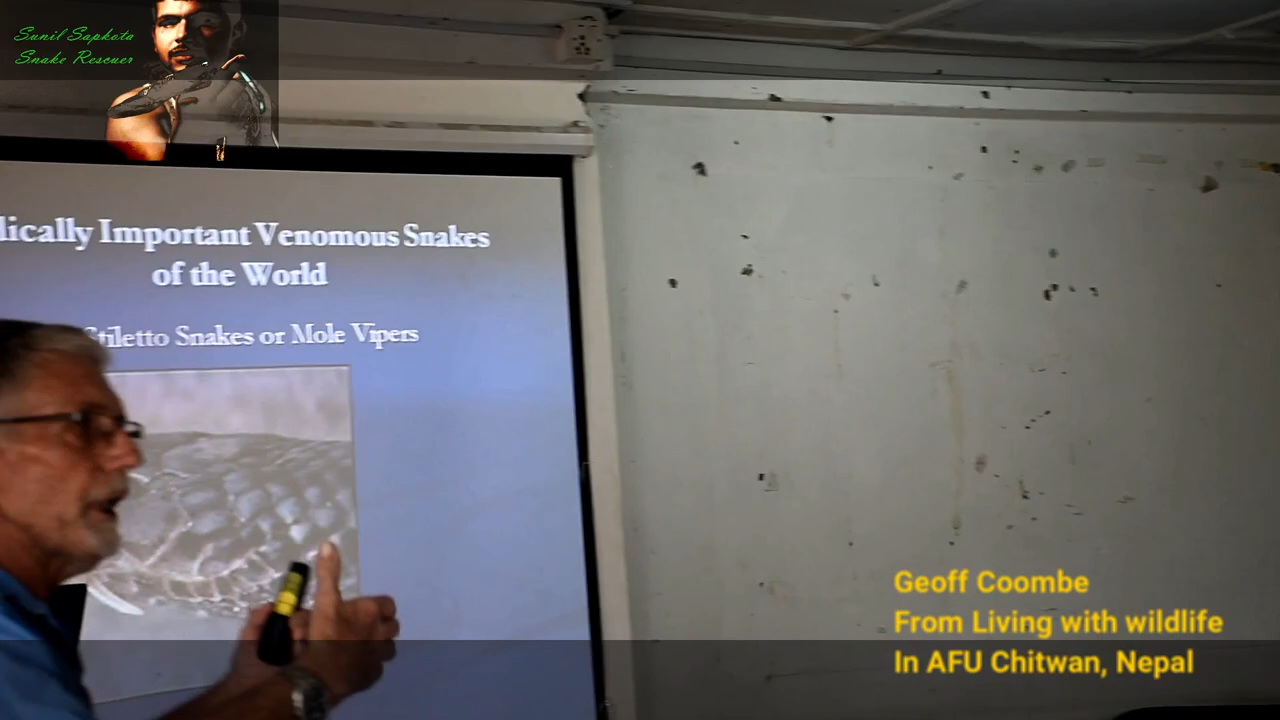 Sunil Sapkota
Snake Rescuer
dically Important Venomous Snakes
of the World
Stiletto Snakes or Mole Vipers
Geoff Coombe
From Living with wildlife
In AFU Chitwan, Nepal